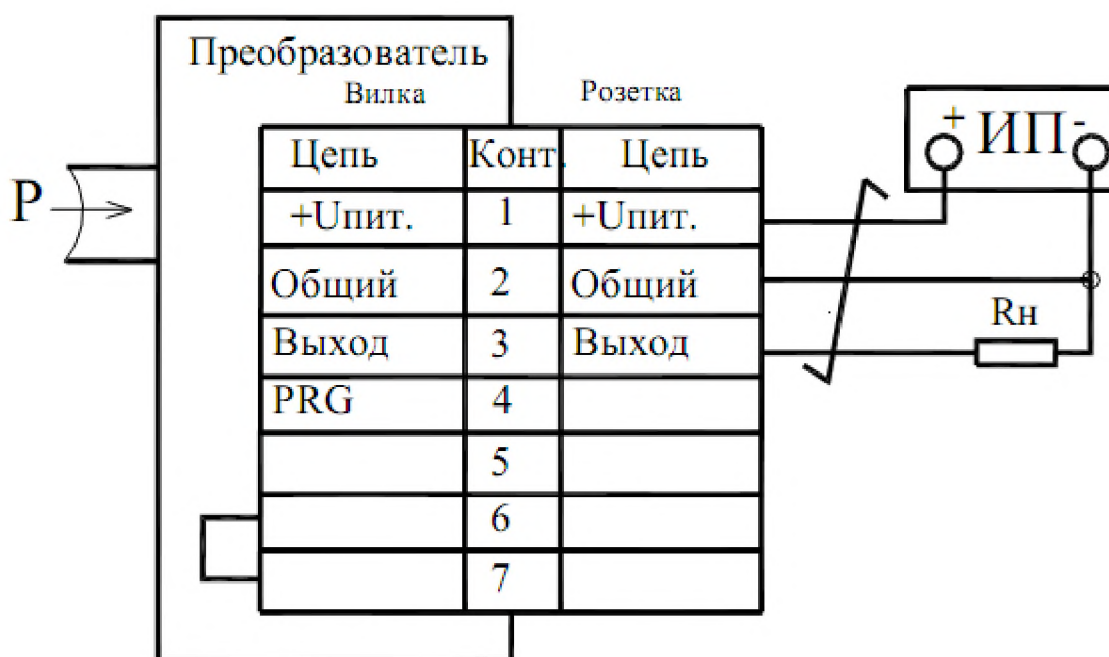 Преобразователь
Вилка Розетка
+ ИП -
Цепь Конт. Цепь
P +Uпит. 1 +Uпит.
Общий 2 Общий
Rн
Выход 3 Выход
PRG 4
5
6
7